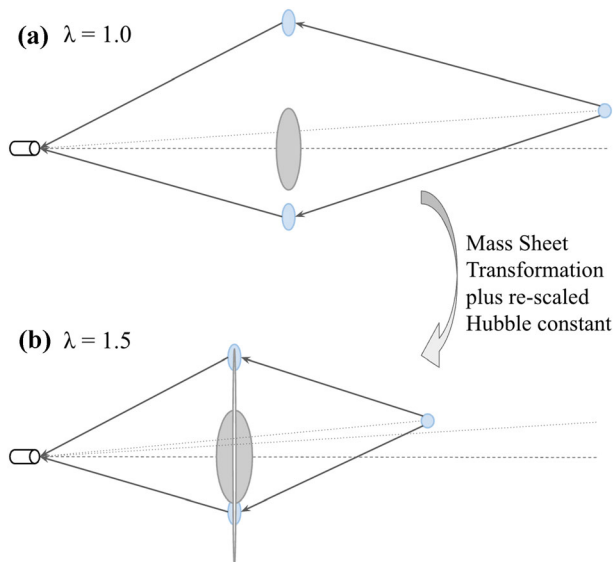 (a) λ = 1.0
Mass Sheet
Transformation
plus re-scaled
Hubble constant
(b) λ = 1.5